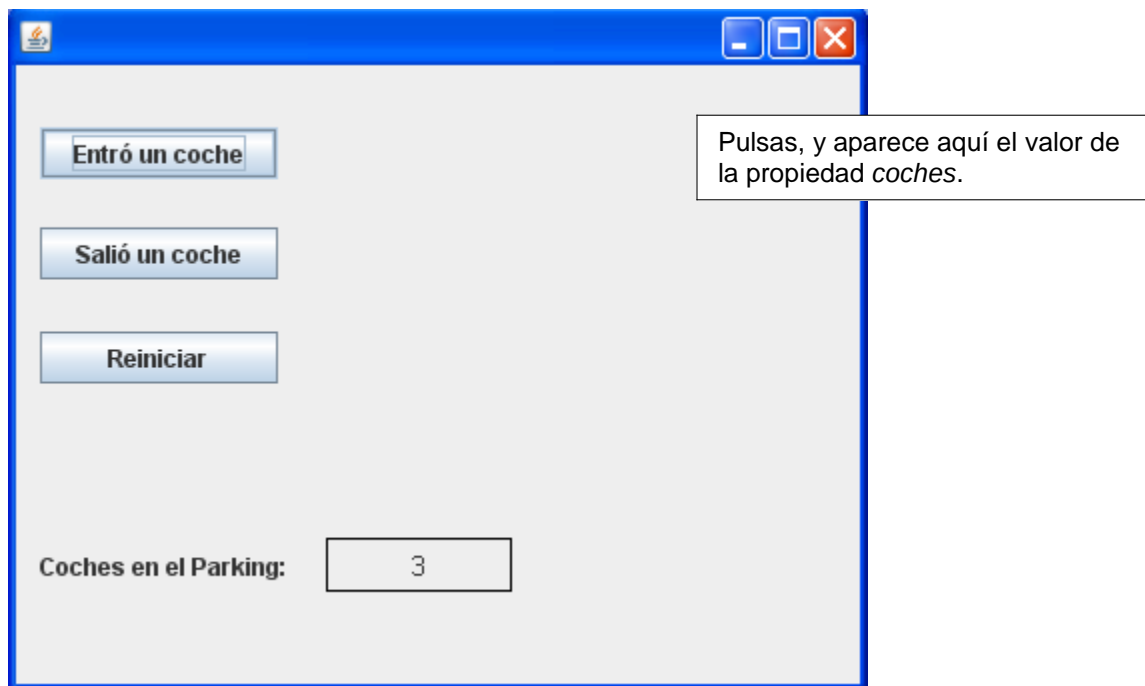 Entró un coche
Pulsas, y aparece aquí el valor de
la propiedad coches.
Salió un coche
Reiniciar
Coches en el Parking:
3